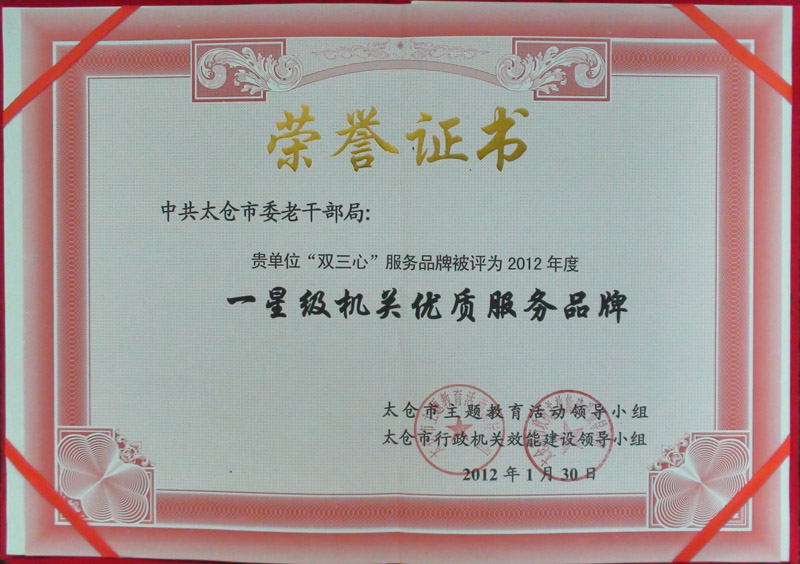 荣誉证书
中共太仓市委老干部局:
贵单位“双三心”服务品牌被评为2012年度
一星级机关优质服务品牌
太仓市主题教育活动领导小组
太仓市行政机关效能建设领导小组
2012年1月30日